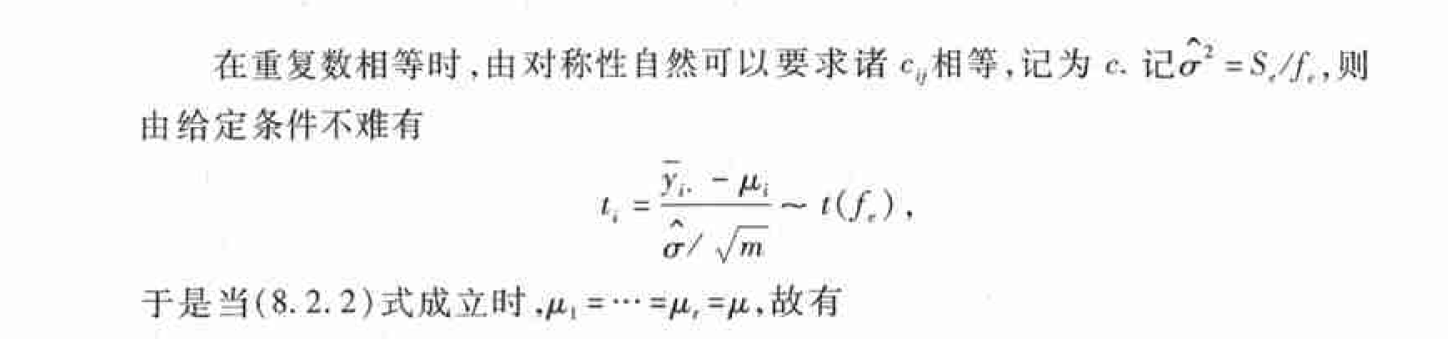 在重复数相等时,由对称性自然可以要求诸 $c_{ij}$ 相等,记为 $c$. 记 $\hat{\sigma}^2 = S_e/f_e$,则
由给定条件不难有
$t_i = \dfrac{\bar{y}_{i\cdot} - \mu_i}{\hat{\sigma}/\sqrt{m}} \sim t(f_e)$,
于是当(8.2.2)式成立时,$\mu_1 = \cdots = \mu_r = \mu$,故有